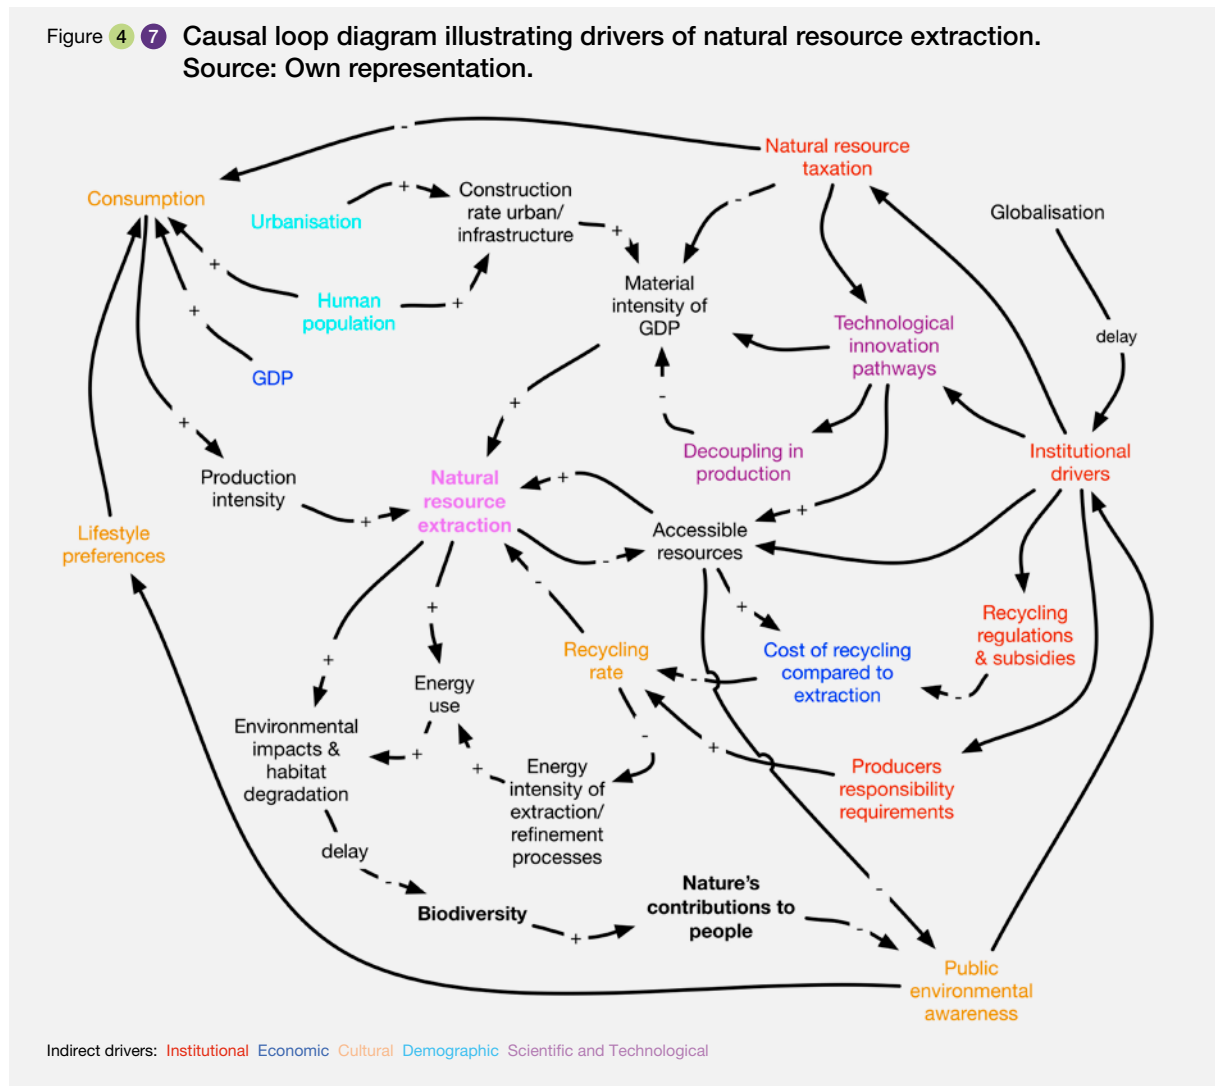 Figure 4 7 Causal loop diagram illustrating drivers of natural resource extraction.
Source: Own representation.
-
Natural resource
taxation
Consumption
Urbanisation
+
Construction
rate urban/
infrastructure
-
Globalisation
+
+
Human
population
+
Material
intensity of
GDP
+
Technological
innovation
pathways
delay
GDP
+
-
+
Decoupling in
production
Institutional
drivers
Production
intensity
Natural
resource
extraction
+
+
+
Lifestyle
preferences
Accessible
resources
-
-
+
+
Recycling
regulations
& subsidies
+
Recycling
rate
Cost of recycling
compared to
extraction
-
-
Energy
use
Environmental
impacts &
habitat
degradation
+
+
-
+
Energy
intensity of
extraction/
refinement
processes
Producers
responsibility
requirements
delay
-
Biodiversity
+
Nature's
contributions to
people
-
-
Public
environmental
awareness
Indirect drivers: Institutional Economic Cultural Demographic Scientific and Technological